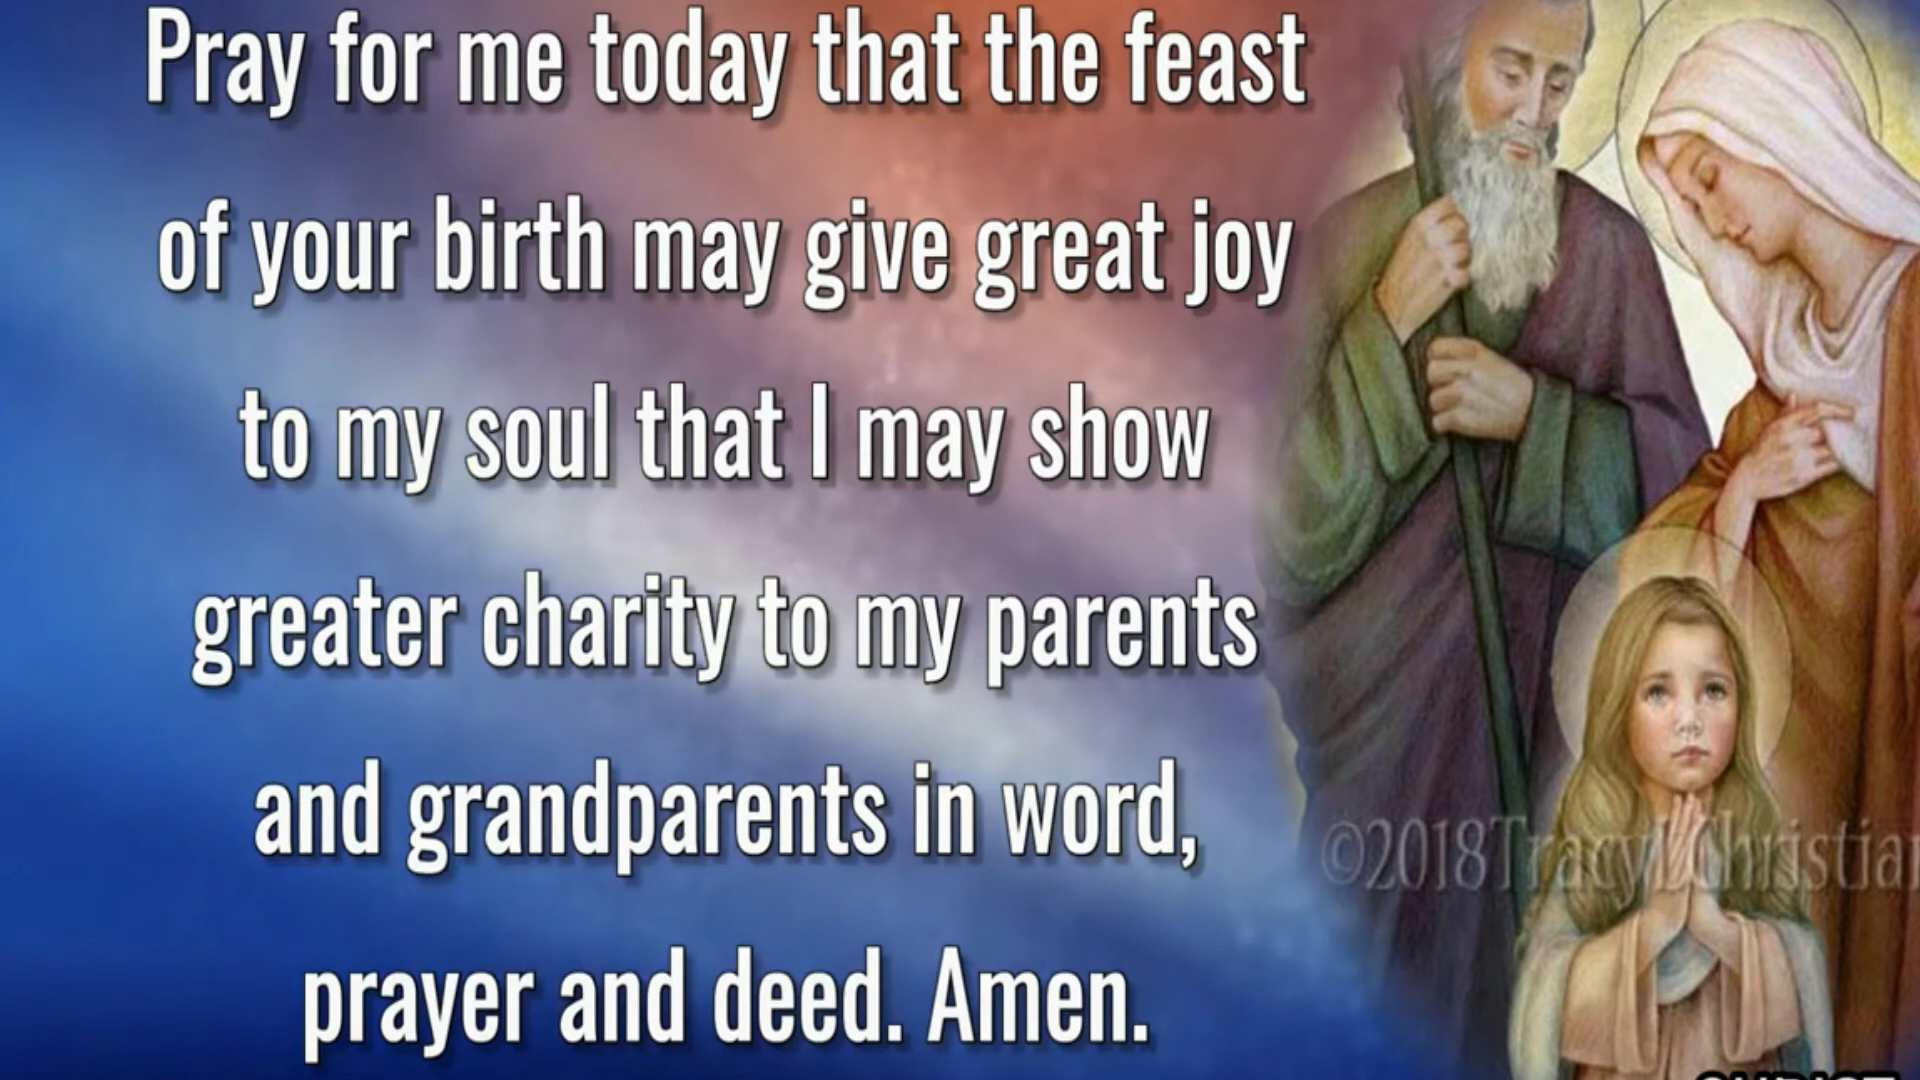 Pray for me today that the feast
of your birth may give great joy
to my soul that I may show
greater charity to my parents
and grandparents in word,
prayer and deed. Amen.
©2018TracyLChristian